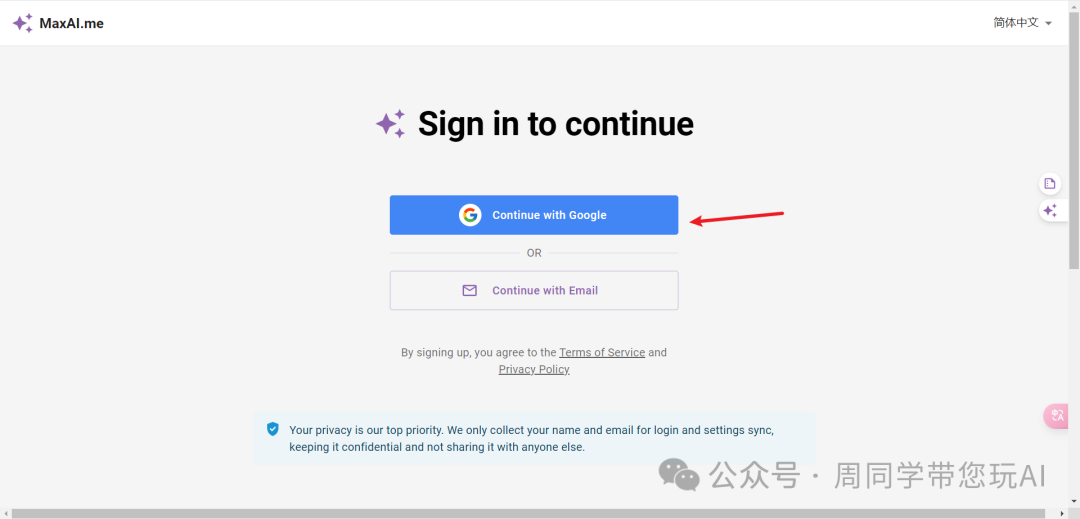 MaxAI.me
简体中文
Sign in to continue
Continue with Google
OR
Continue with Email
By signing up, you agree to the Terms of Service and
Privacy Policy
Your privacy is our top priority. We only collect your name and email for login and settings sync,
keeping it confidential and not sharing it with anyone else.
公众号 · 周同学带您玩AI